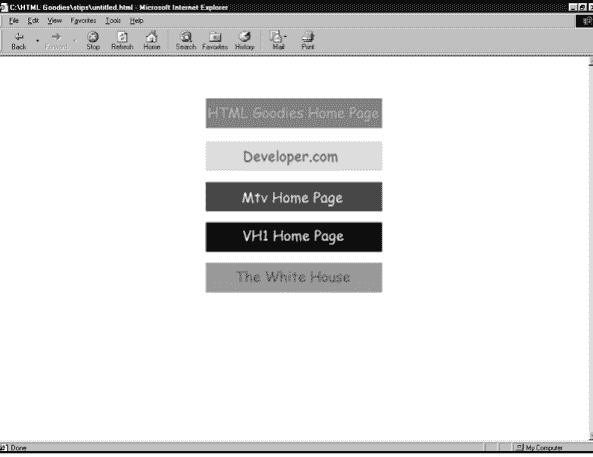 C:\HTML Goodies\stips\untitled.html - Microsoft Internet Explorer
File Edit View Favorites Tools Help
Back Forward Stop Refresh Home Search Favorites History Mail Print
HTML Goodies Home Page
Developer.com
Mtv Home Page
VH1 Home Page
The White House
Done My Computer